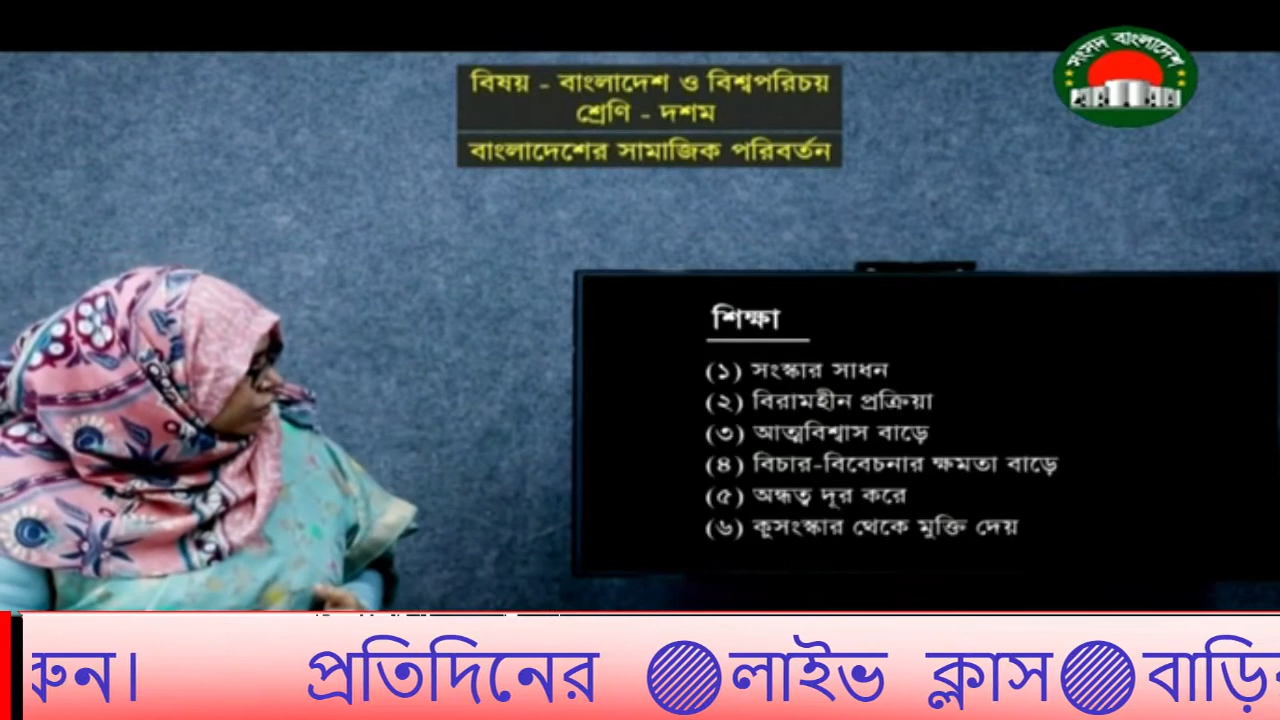 সংসদ বাংলাদেশ
বিষয় - বাংলাদেশ ও বিশ্বপরিচয়
শ্রেণি - দশম
বাংলাদেশের সামাজিক পরিবর্তন
শিক্ষা
(১) সংস্কার সাধন
(২) বিরামহীন প্রক্রিয়া
(৩) আত্মবিশ্বাস বাড়ে
(৪) বিচার-বিবেচনার ক্ষমতা বাড়ে
(৫) অন্ধত্ব দূর করে
(৬) কুসংস্কার থেকে মুক্তি দেয়
প্রতিদিনের লাইভ ক্লাস